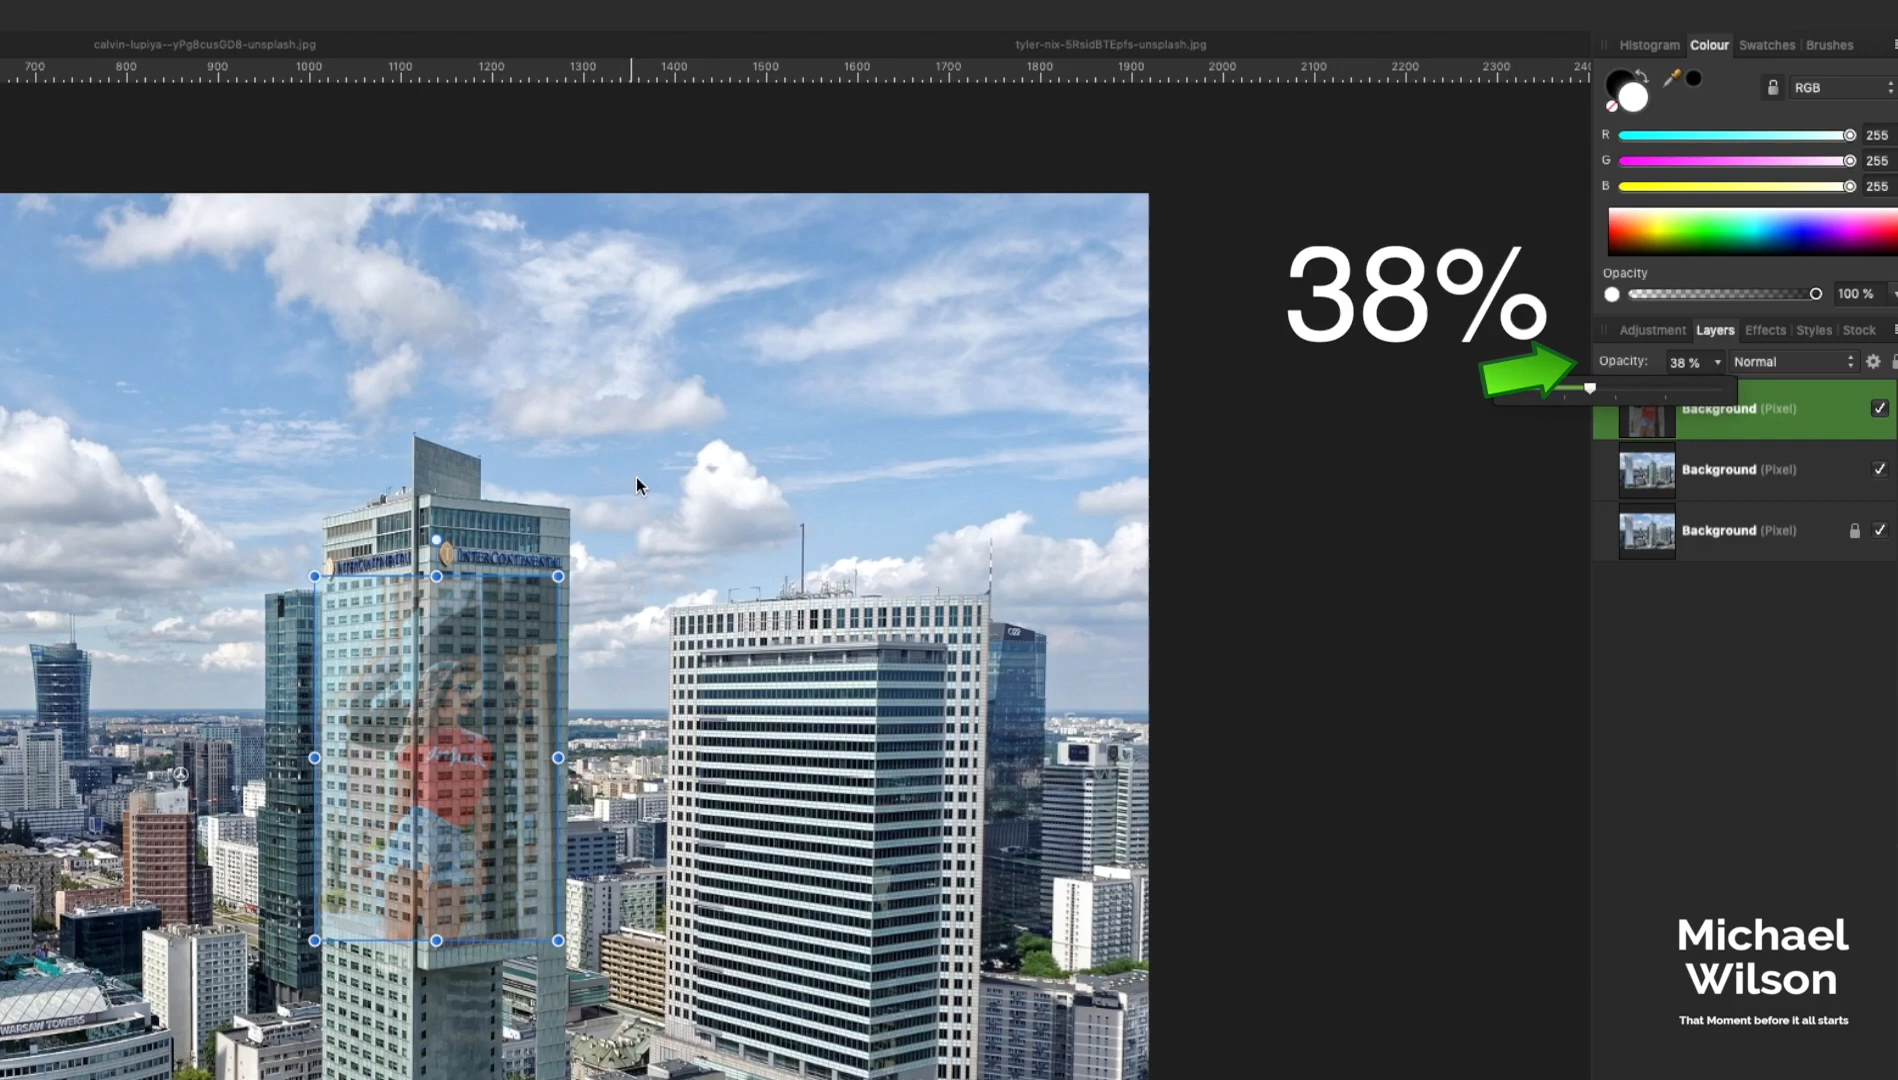 calvin-lupiya--yPg8cusGD8-unsplash.jpg
tyler-nix-5RsidBTEpfs-unsplash.jpg
Histogram Colour Swatches Brushes
700 800 900 1000 1100 1200 1300 1400 1500 1600 1700 1800 1900 2000 2100 2200 2300
RGB
R 255
G 255
B 255
38%
Opacity
100 %
Adjustment Layers Effects Styles Stock
Opacity: 38 % Normal
Background (Pixel)
Background (Pixel)
Background (Pixel)
INTERCONTINENTAL
INTERCONTINENTAL
WARSAW TOWERS
Michael
Wilson
That Moment before it all starts